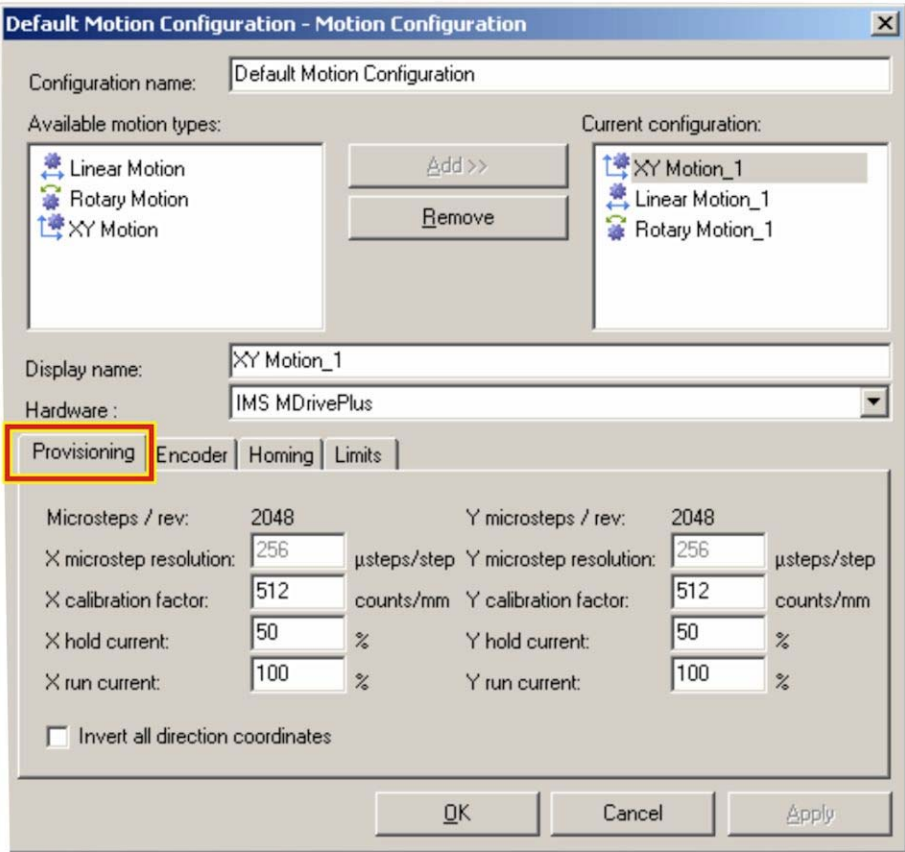 Default Motion Configuration - Motion Configuration
Configuration name: Default Motion Configuration
Available motion types: Current configuration:
Linear Motion
Rotary Motion
XY Motion
Add >>
Remove
XY Motion_1
Linear Motion_1
Rotary Motion_1
Display name: XY Motion_1
Hardware : IMS MDrivePlus
Provisioning Encoder Homing Limits
Microsteps / rev: 2048 Y microsteps / rev: 2048
X microstep resolution: 256 µsteps/step Y microstep resolution: 256 µsteps/step
X calibration factor: 512 counts/mm Y calibration factor: 512 counts/mm
X hold current: 50 % Y hold current: 50 %
X run current: 100 % Y run current: 100 %
Invert all direction coordinates
OK Cancel Apply